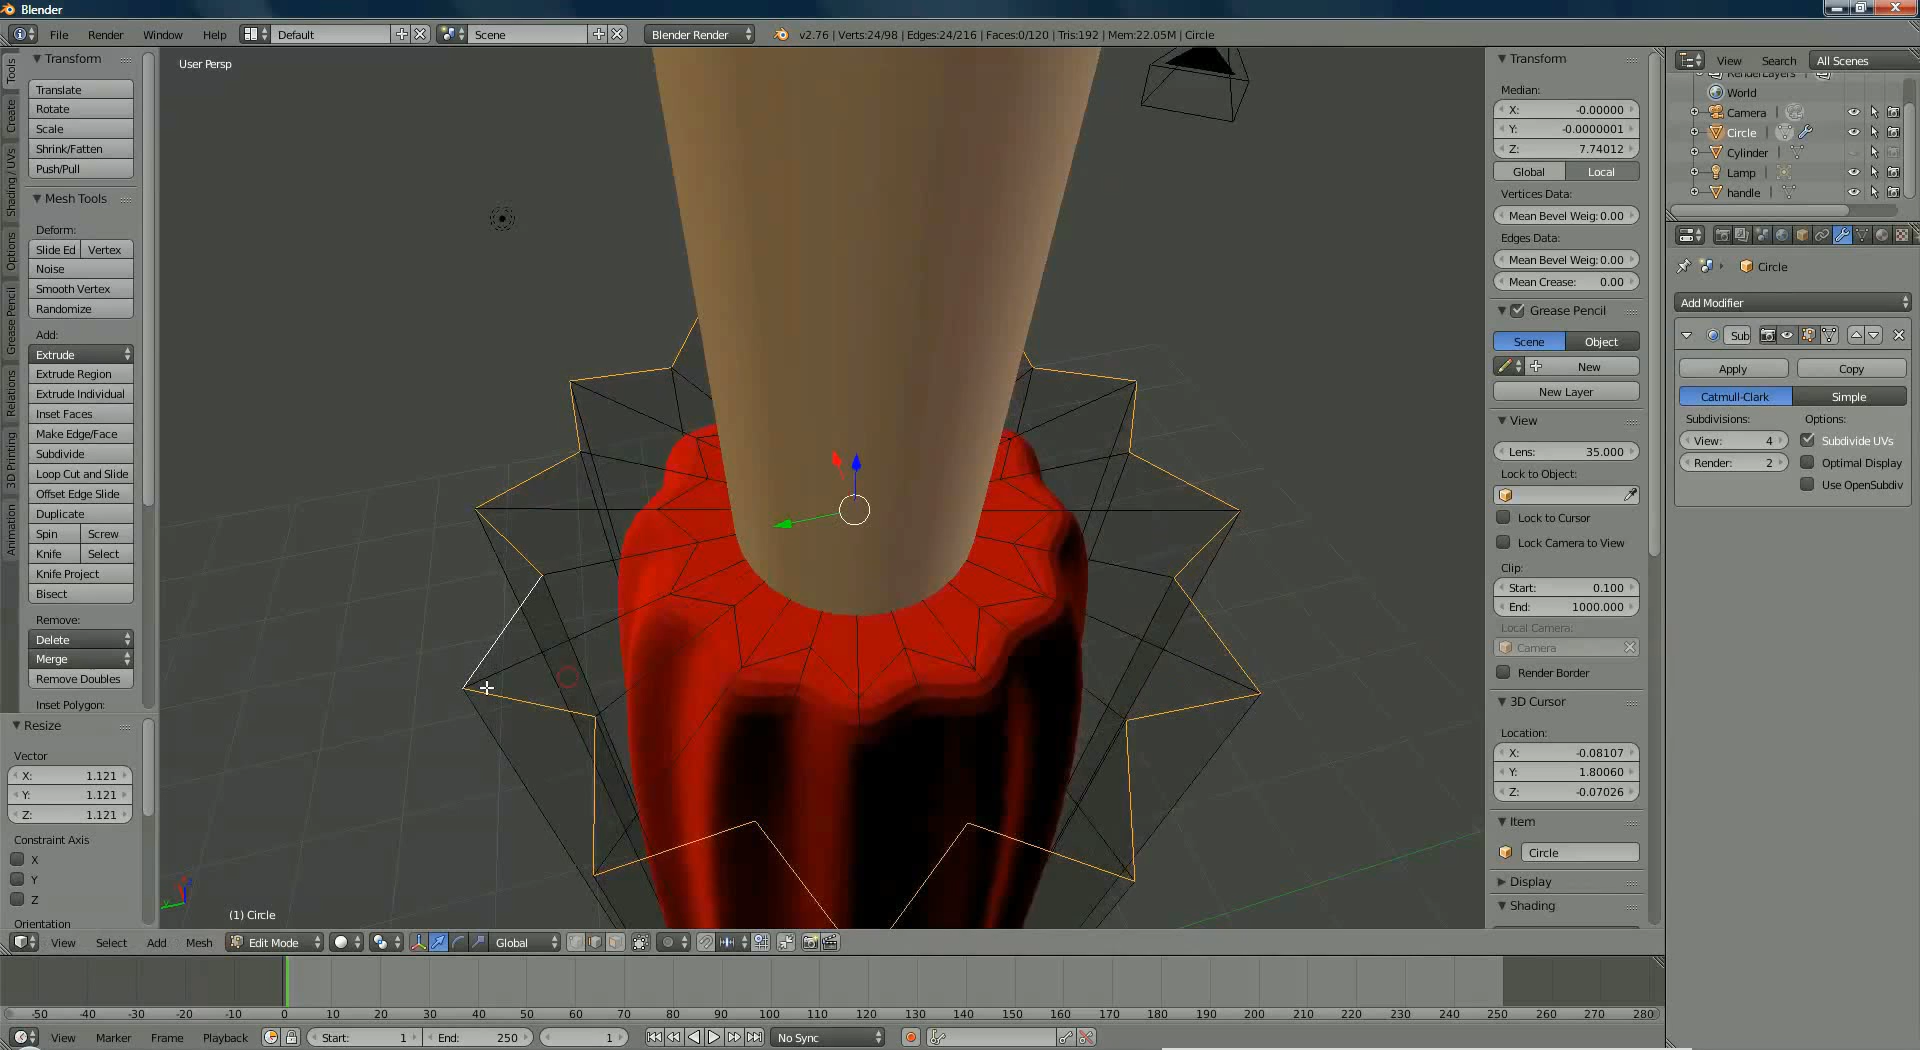 Blender
File Render Window Help Default Scene Blender Render v2.76 | Verts:24/98 | Edges:24/216 | Faces:0/120 | Tris:192 | Mem:22.05M | Circle
Tools
Create
Shading / UVs
Options
Grease Pencil
Relations
3D Printing
Animation
Transform
Translate
Rotate
Scale
Shrink/Fatten
Push/Pull
Mesh Tools
Deform:
Slide Ed Vertex
Noise
Smooth Vertex
Randomize
Add:
Extrude
Extrude Region
Extrude Individual
Inset Faces
Make Edge/Face
Subdivide
Loop Cut and Slide
Offset Edge Slide
Duplicate
Spin Screw
Knife Select
Knife Project
Bisect
Remove:
Delete
Merge
Remove Doubles
Inset Polygon:
Resize
Vector
X: 1.121
Y: 1.121
Z: 1.121
Constraint Axis
X
Y
Z
Orientation
User Persp
(1) Circle
Transform
Median:
X: -0.00000
Y: -0.0000001
Z: 7.74012
Global Local
Vertices Data:
Mean Bevel Weig: 0.00
Edges Data:
Mean Bevel Weig: 0.00
Mean Crease: 0.00
Grease Pencil
Scene Object
New
New Layer
View
Lens: 35.000
Lock to Object:
Lock to Cursor
Lock Camera to View
Clip:
Start: 0.100
End: 1000.000
Local Camera:
Camera
Render Border
3D Cursor
Location:
X: -0.08107
Y: 1.80060
Z: -0.07026
Item
Circle
Display
Shading
View Search All Scenes
RenderLayers
World
Camera
Circle
Cylinder
Lamp
handle
Circle
Add Modifier
Sub
Apply Copy
Catmull-Clark Simple
Subdivisions: Options:
View: 4 Subdivide UVs
Render: 2 Optimal Display
Use OpenSubdiv
View Select Add Mesh Edit Mode Global
-50 -40 -30 -20 -10 0 10 20 30 40 50 60 70 80 90 100 110 120 130 140 150 160 170 180 190 200 210 220 230 240 250 260 270 280
View Marker Frame Playback Start: 1 End: 250 1 No Sync